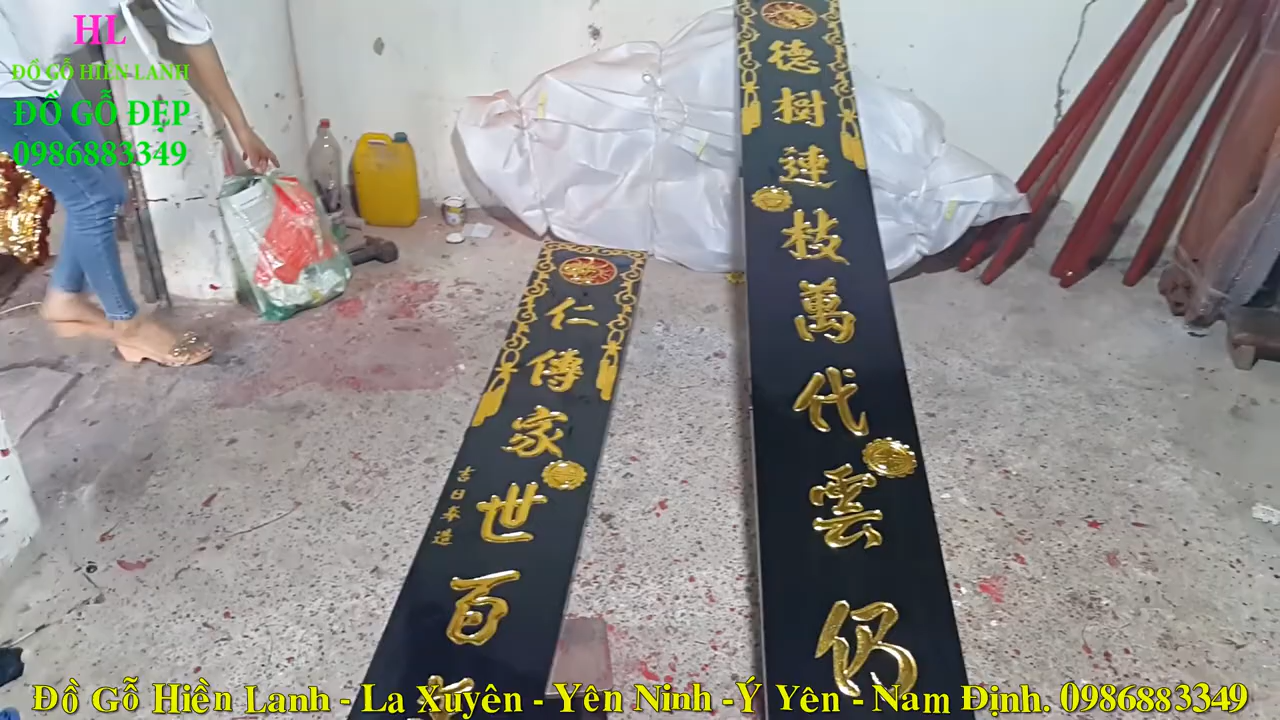 HL
ĐỒ GỖ HIỀN LANH
ĐỒ GỖ ĐẸP
0986883349
德樹連枝萬代雲仍
仁傳家世百
吉日奉造
Đồ Gỗ Hiền Lanh - La Xuyên - Yên Ninh -Ý Yên - Nam Định. 0986883349